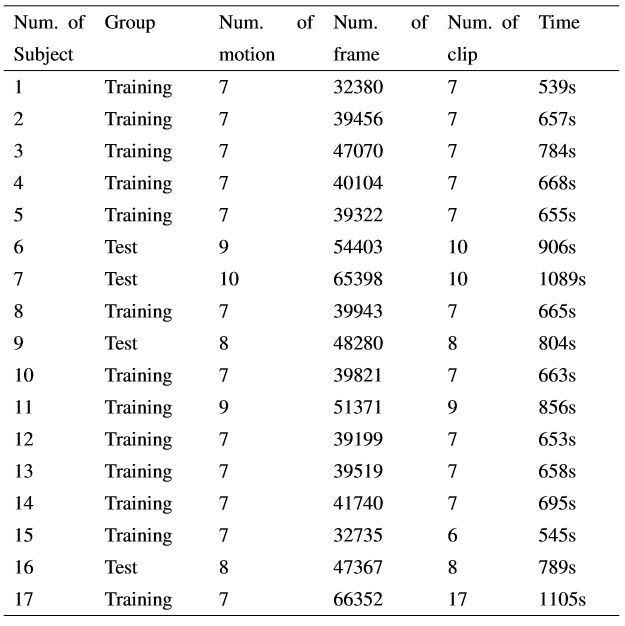 Num. of Group Num. of Num. of Num. of Time
Subject motion frame clip
1 Training 7 32380 7 539s
2 Training 7 39456 7 657s
3 Training 7 47070 7 784s
4 Training 7 40104 7 668s
5 Training 7 39322 7 655s
6 Test 9 54403 10 906s
7 Test 10 65398 10 1089s
8 Training 7 39943 7 665s
9 Test 8 48280 8 804s
10 Training 7 39821 7 663s
11 Training 9 51371 9 856s
12 Training 7 39199 7 653s
13 Training 7 39519 7 658s
14 Training 7 41740 7 695s
15 Training 7 32735 6 545s
16 Test 8 47367 8 789s
17 Training 7 66352 17 1105s